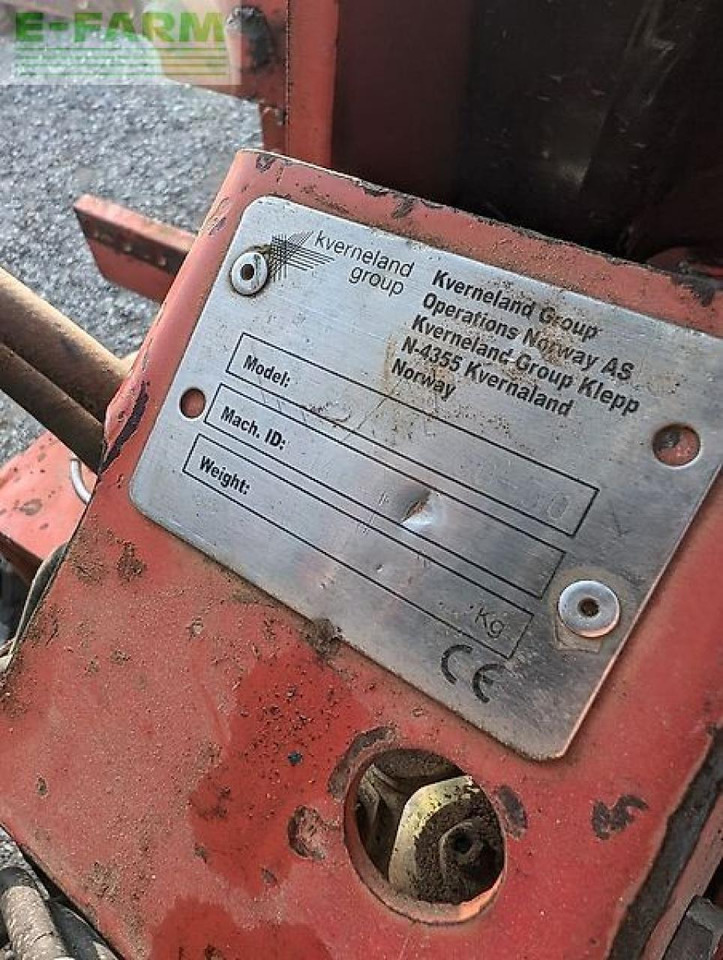 E-FARM
kverneland
group
Kverneland Group
Operations Norway AS
Kverneland Group Klepp
N-4355 Kvernaland
Norway
Model:
Mach. ID:
Weight:
Kg
CE